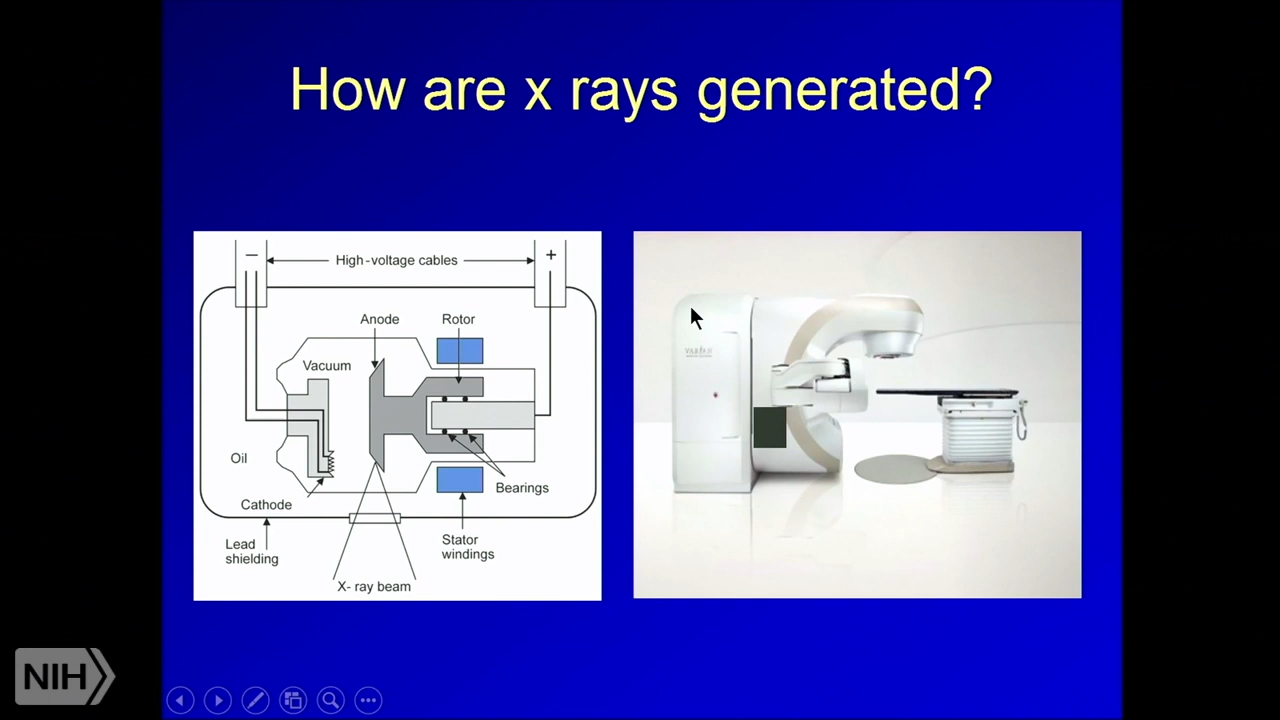 How are x rays generated?
−
High-voltage cables
+
Anode
Rotor
Vacuum
Oil
Cathode
Bearings
Lead
shielding
Stator
windings
X- ray beam
VARIAN
NIH